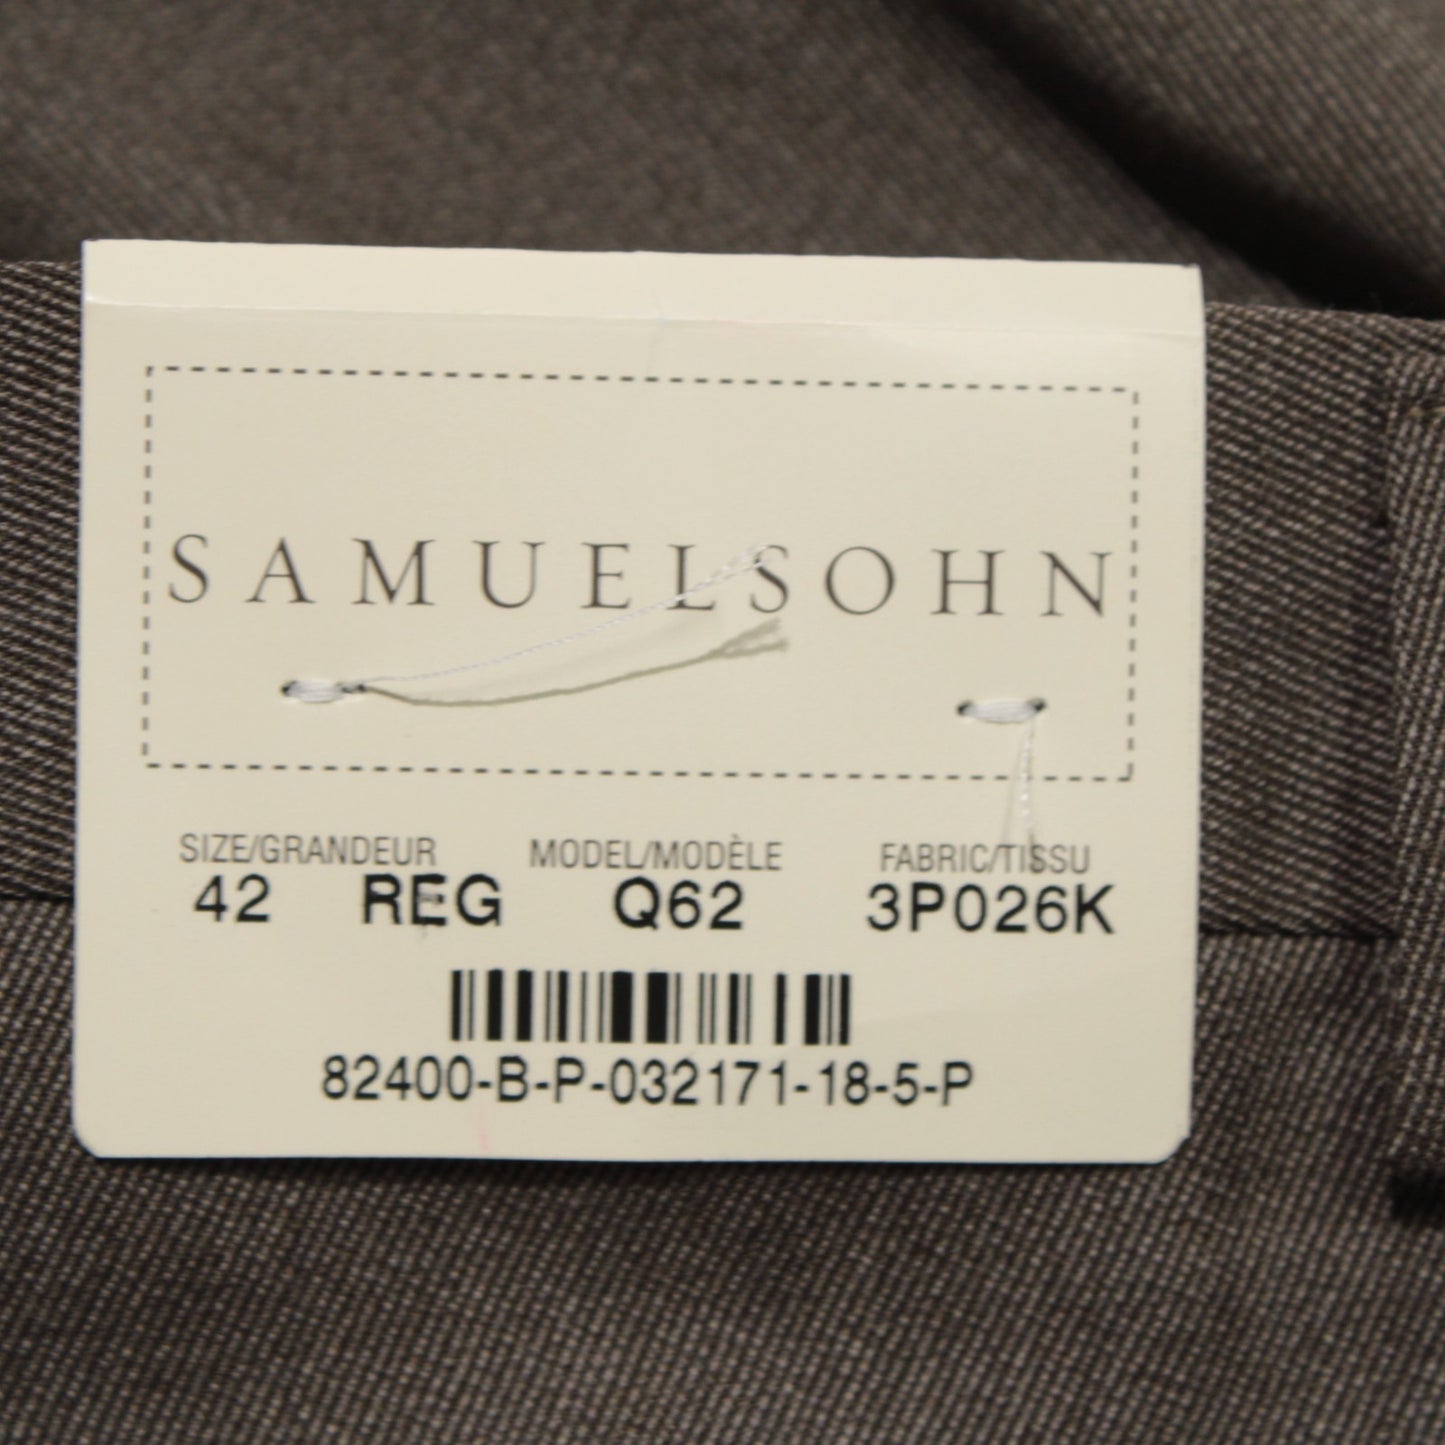 SAMUELSOHN
SIZE/GRANDEUR MODEL/MODÈLE FABRIC/TISSU
42 REG Q62 3P026K
82400-B-P-032171-18-5-P